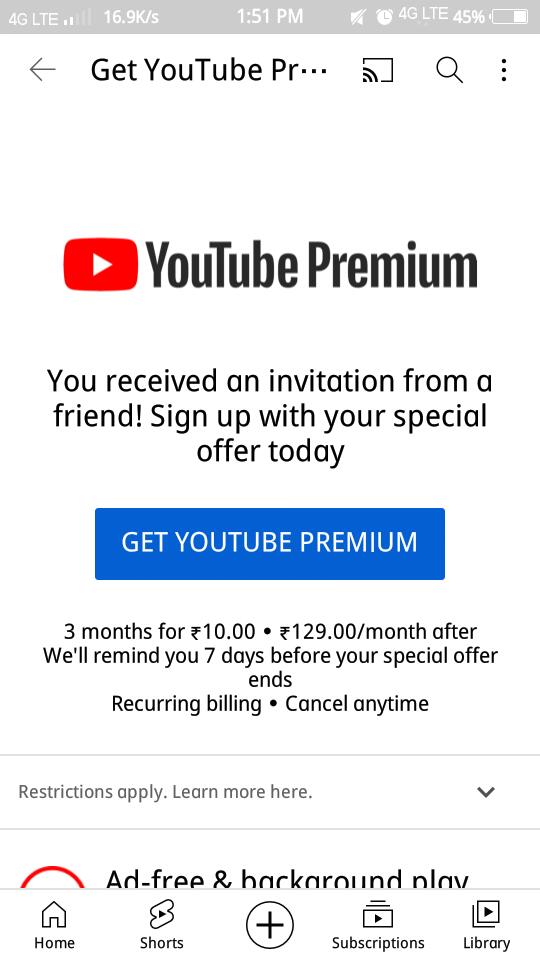 4G LTE 16.9K/s 1:51 PM 4G LTE 45%
Get YouTube Pr...
YouTube Premium
You received an invitation from a
friend! Sign up with your special
offer today
GET YOUTUBE PREMIUM
3 months for ₹10.00 • ₹129.00/month after
We'll remind you 7 days before your special offer
ends
Recurring billing • Cancel anytime
Restrictions apply. Learn more here.
Ad-free & background play
Home Shorts Subscriptions Library